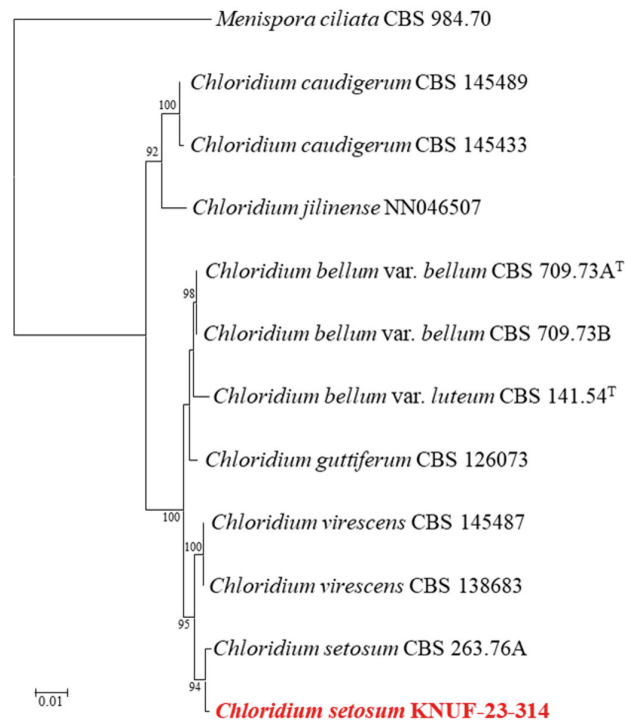 Menispora ciliata CBS 984.70
Chloridium caudigerum CBS 145489
100
Chloridium caudigerum CBS 145433
92
Chloridium jilinense NN046507
Chloridium bellum var. bellum CBS 709.73Aᵀ
98
Chloridium bellum var. bellum CBS 709.73B
Chloridium bellum var. luteum CBS 141.54ᵀ
Chloridium guttiferum CBS 126073
100
Chloridium virescens CBS 145487
100
Chloridium virescens CBS 138683
95
Chloridium setosum CBS 263.76A
94
Chloridium setosum KNUF-23-314
0.01